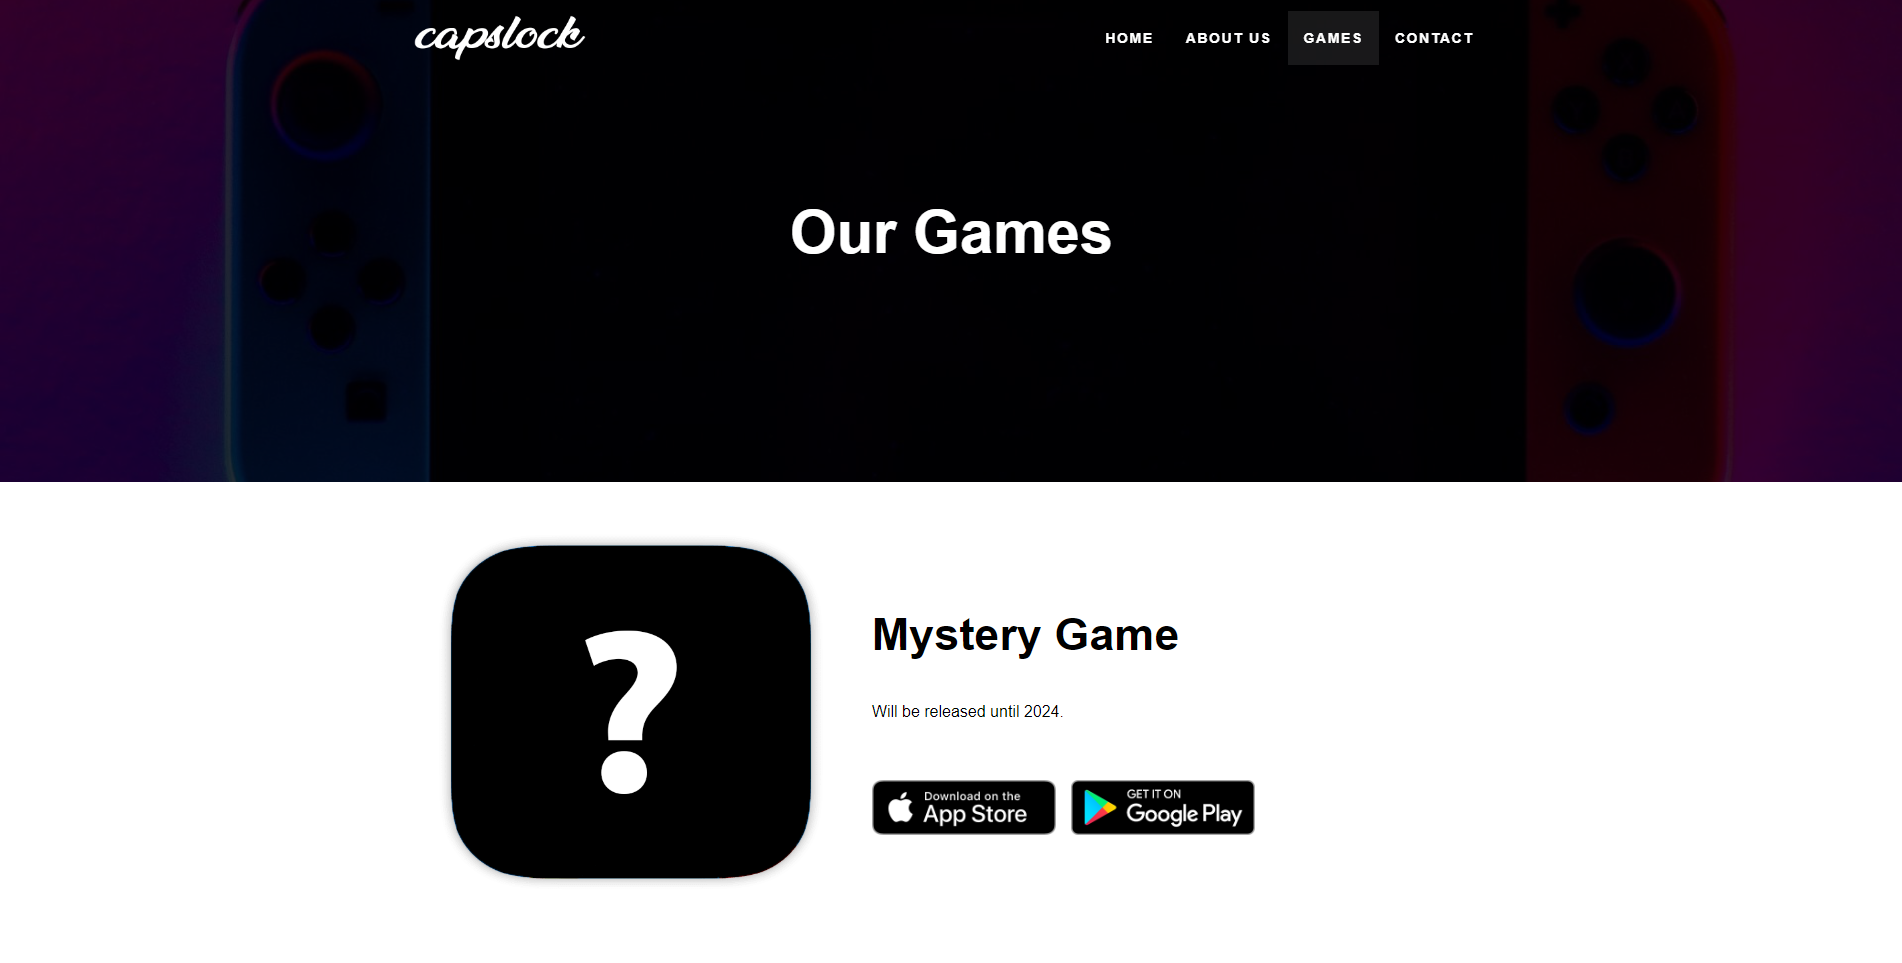 capslock
HOME ABOUT US GAMES CONTACT
Our Games
?
Mystery Game
Will be released until 2024.
Download on the
App Store
GET IT ON
Google Play